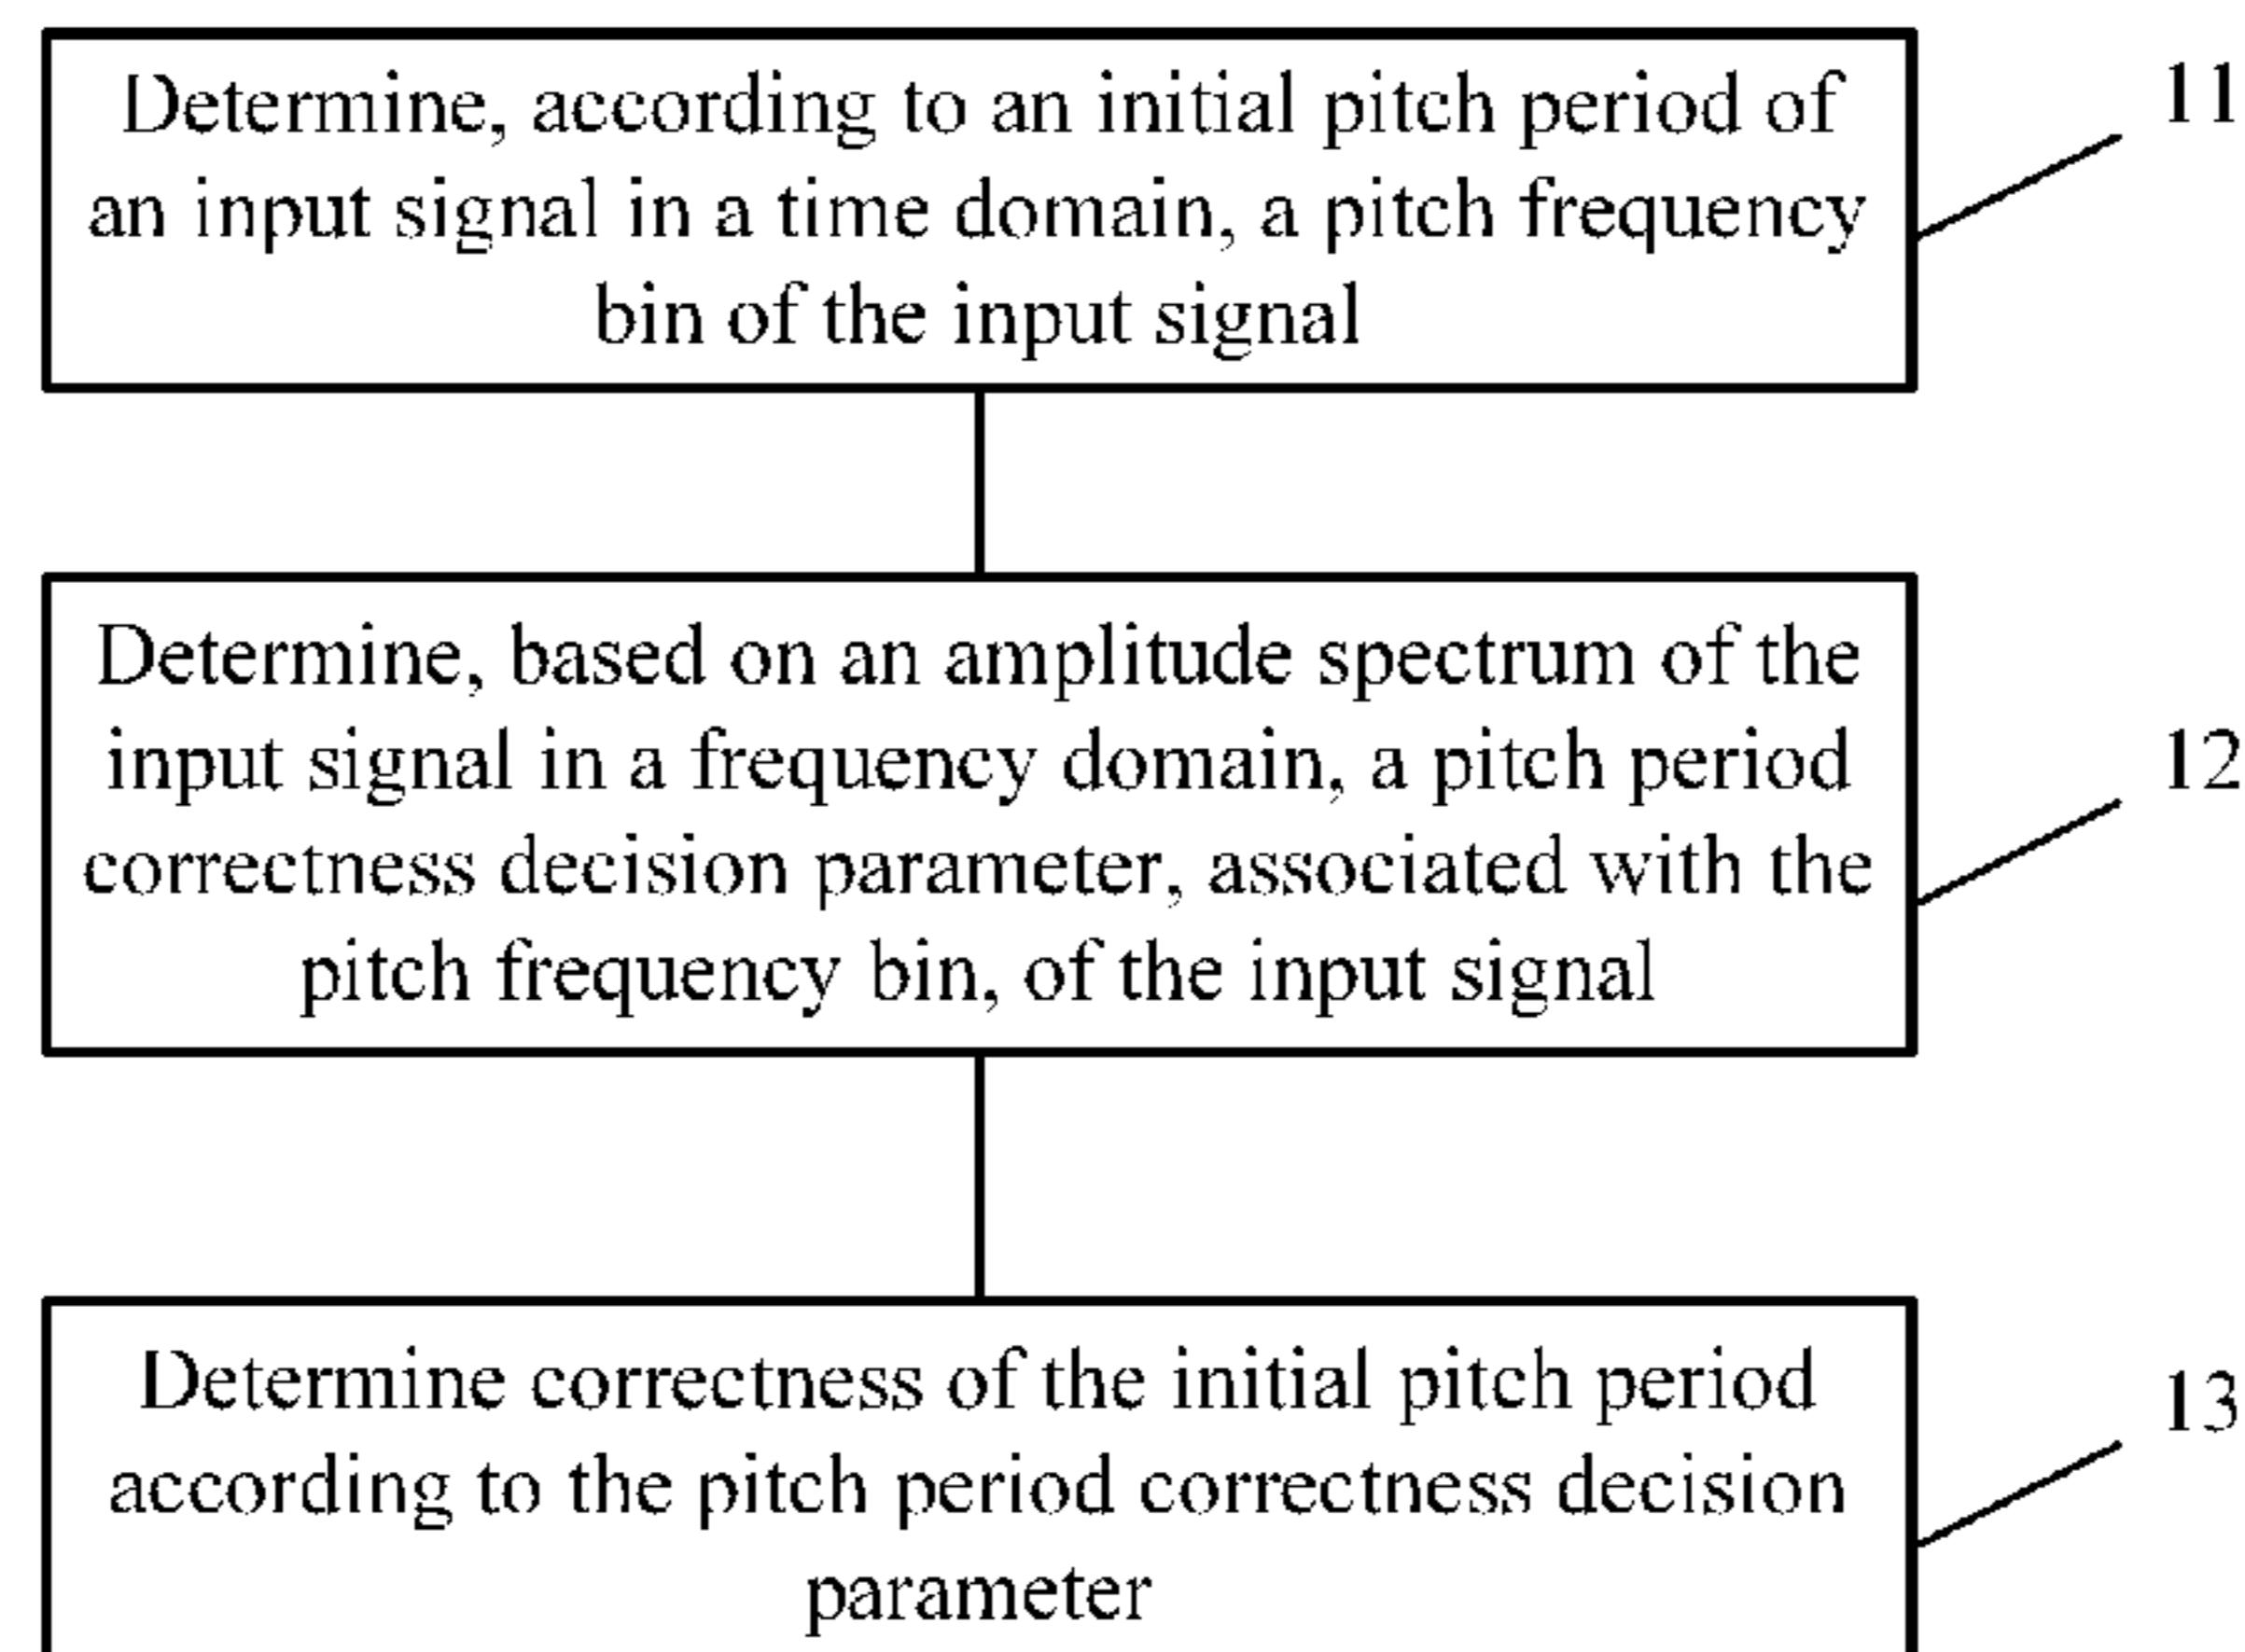 Determine, according to an initial pitch period of
an input signal in a time domain, a pitch frequency
bin of the input signal
11
Determine, based on an amplitude spectrum of the
input signal in a frequency domain, a pitch period
correctness decision parameter, associated with the
pitch frequency bin, of the input signal
12
Determine correctness of the initial pitch period
according to the pitch period correctness decision
parameter
13